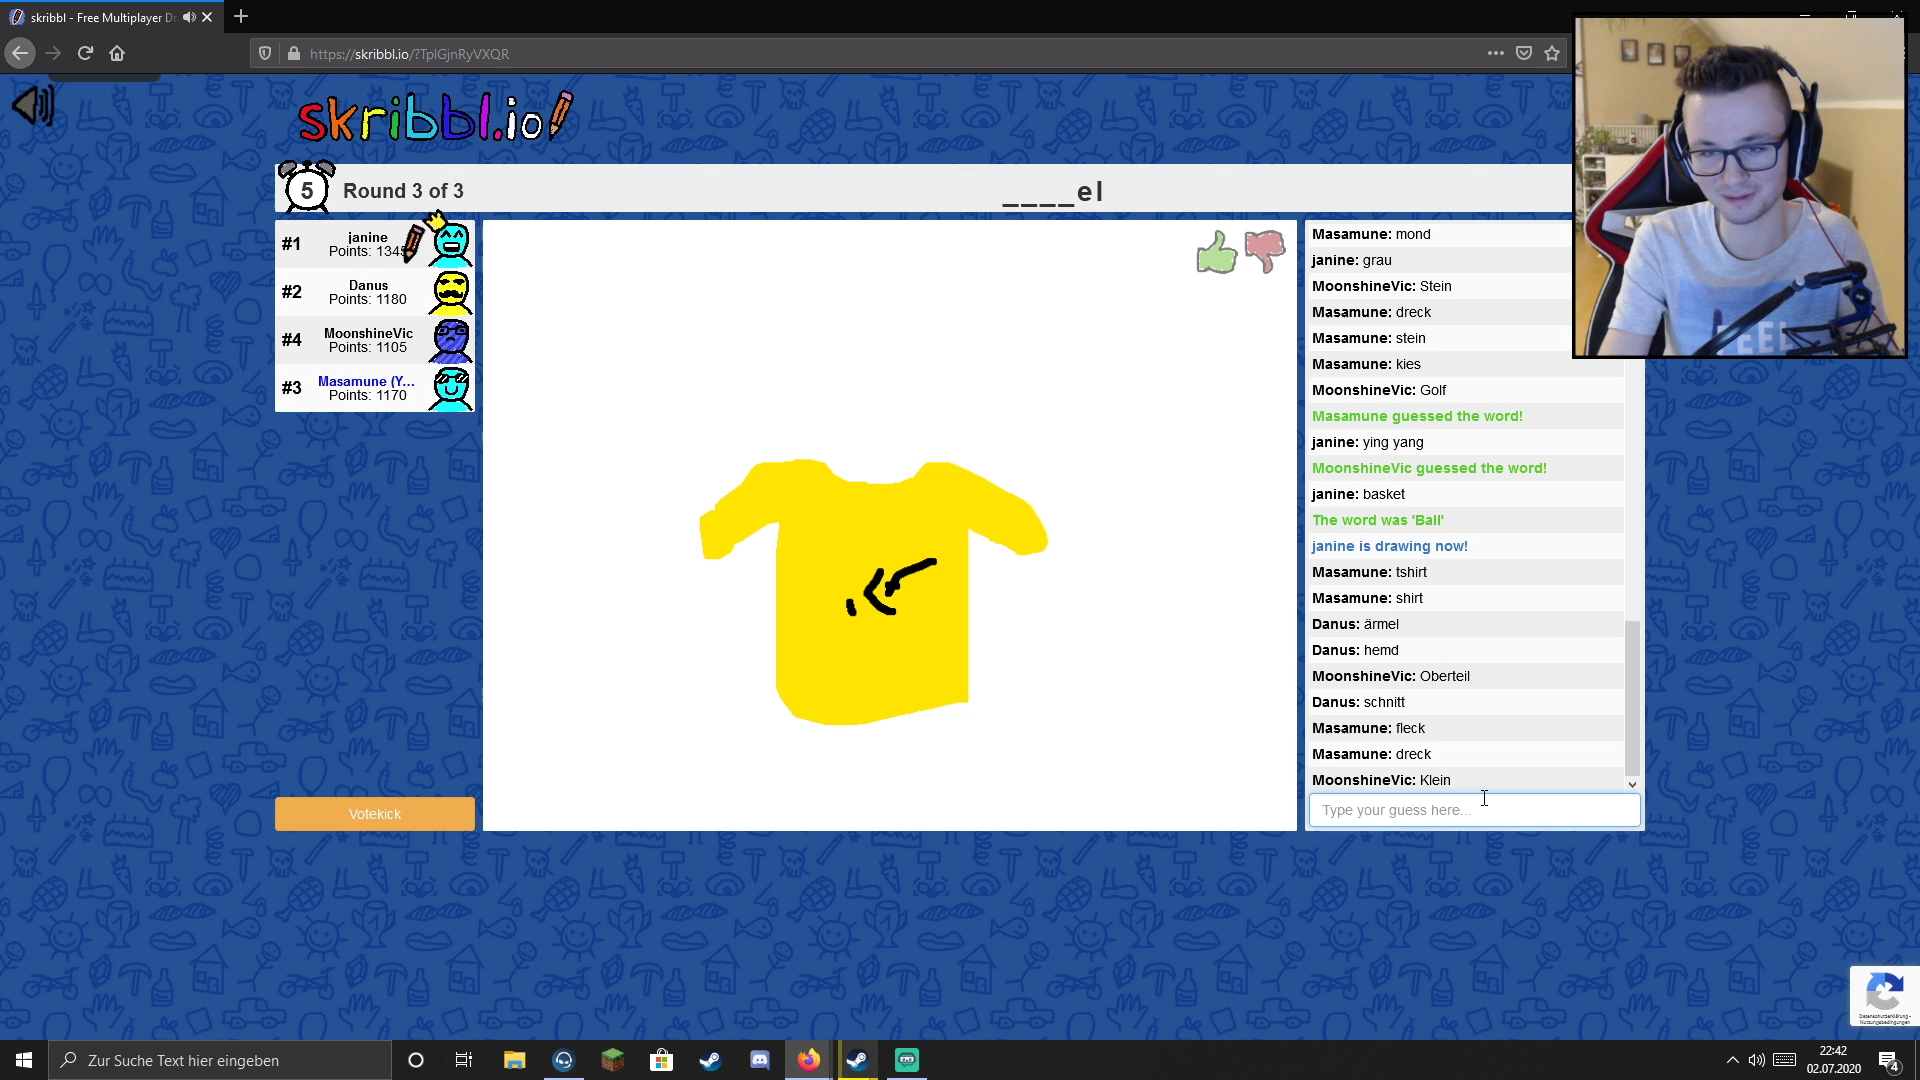 skribbl - Free Multiplayer Dr
https://skribbl.io/?TplGjnRyVXQR
skribbl.io
5
Round 3 of 3
____el
#1
janine
Points: 1345
#2
Danus
Points: 1180
#4
MoonshineVic
Points: 1105
#3
Masamune (Y...
Points: 1170
Votekick
Masamune: mond
janine: grau
MoonshineVic: Stein
Masamune: dreck
Masamune: stein
Masamune: kies
MoonshineVic: Golf
Masamune guessed the word!
janine: ying yang
MoonshineVic guessed the word!
janine: basket
The word was 'Ball'
janine is drawing now!
Masamune: tshirt
Masamune: shirt
Danus: ärmel
Danus: hemd
MoonshineVic: Oberteil
Danus: schnitt
Masamune: fleck
Masamune: dreck
MoonshineVic: Klein
Type your guess here...
Datenschutzerklärung -
Nutzungsbedingungen
Zur Suche Text hier eingeben
22:42
02.07.2020
4